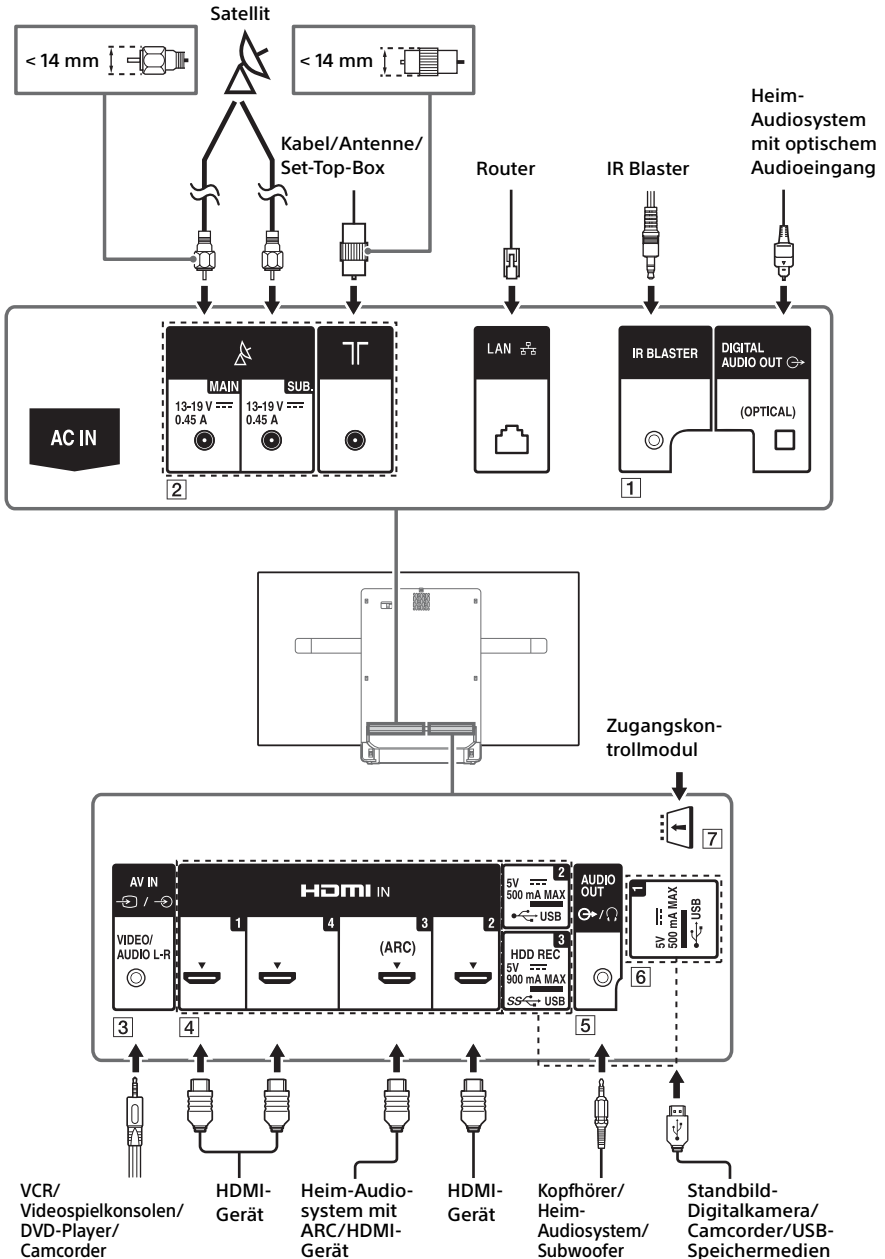 Satellit
< 14 mm
< 14 mm
Kabel/Antenne/
Set-Top-Box
Router
IR Blaster
Heim-
Audiosystem
mit optischem
Audioeingang
AC IN
MAIN
13-19 V
0.45 A
SUB.
13-19 V
0.45 A
2
LAN
IR BLASTER
1
DIGITAL
AUDIO OUT
(OPTICAL)
Zugangskon-
trollmodul
7
AV IN
/
VIDEO/
AUDIO L-R
3
HDMI IN
1
4
3
(ARC)
2
4
2
5V
500 mA MAX
USB
3
HDD REC
5V
900 mA MAX
SS USB
AUDIO
OUT
/
5
1
5V
500 mA MAX
USB
6
VCR/
Videospielkonsolen/
DVD-Player/
Camcorder
HDMI-
Gerät
Heim-Audio-
system mit
ARC/HDMI-
Gerät
HDMI-
Gerät
Kopfhörer/
Heim-
Audiosystem/
Subwoofer
Standbild-
Digitalkamera/
Camcorder/USB-
Speichermedien